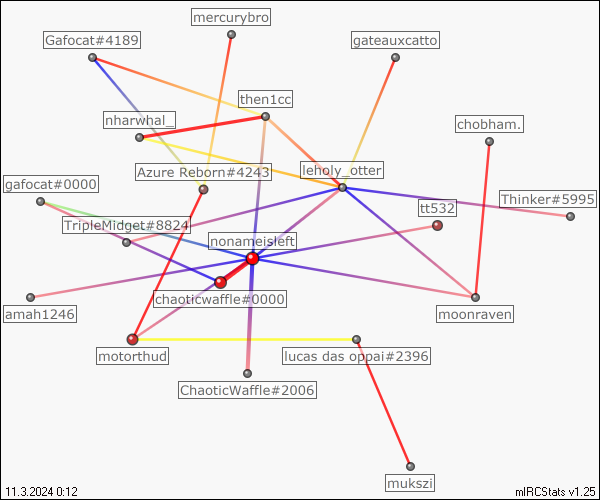 mercurybro
Gafocat#4189
gateauxcatto
then1cc
nharwhal_
chobham.
Azure Reborn#4243
leholy_otter
gafocat#0000
Thinker#5995
tt532
TripleMidget#8824
nonameisleft
chaoticwaffle#0000
amah1246
moonraven
motorthud
lucas das oppai#2396
ChaoticWaffle#2006
mukszi
11.3.2024 0:12
mIRCStats v1.25